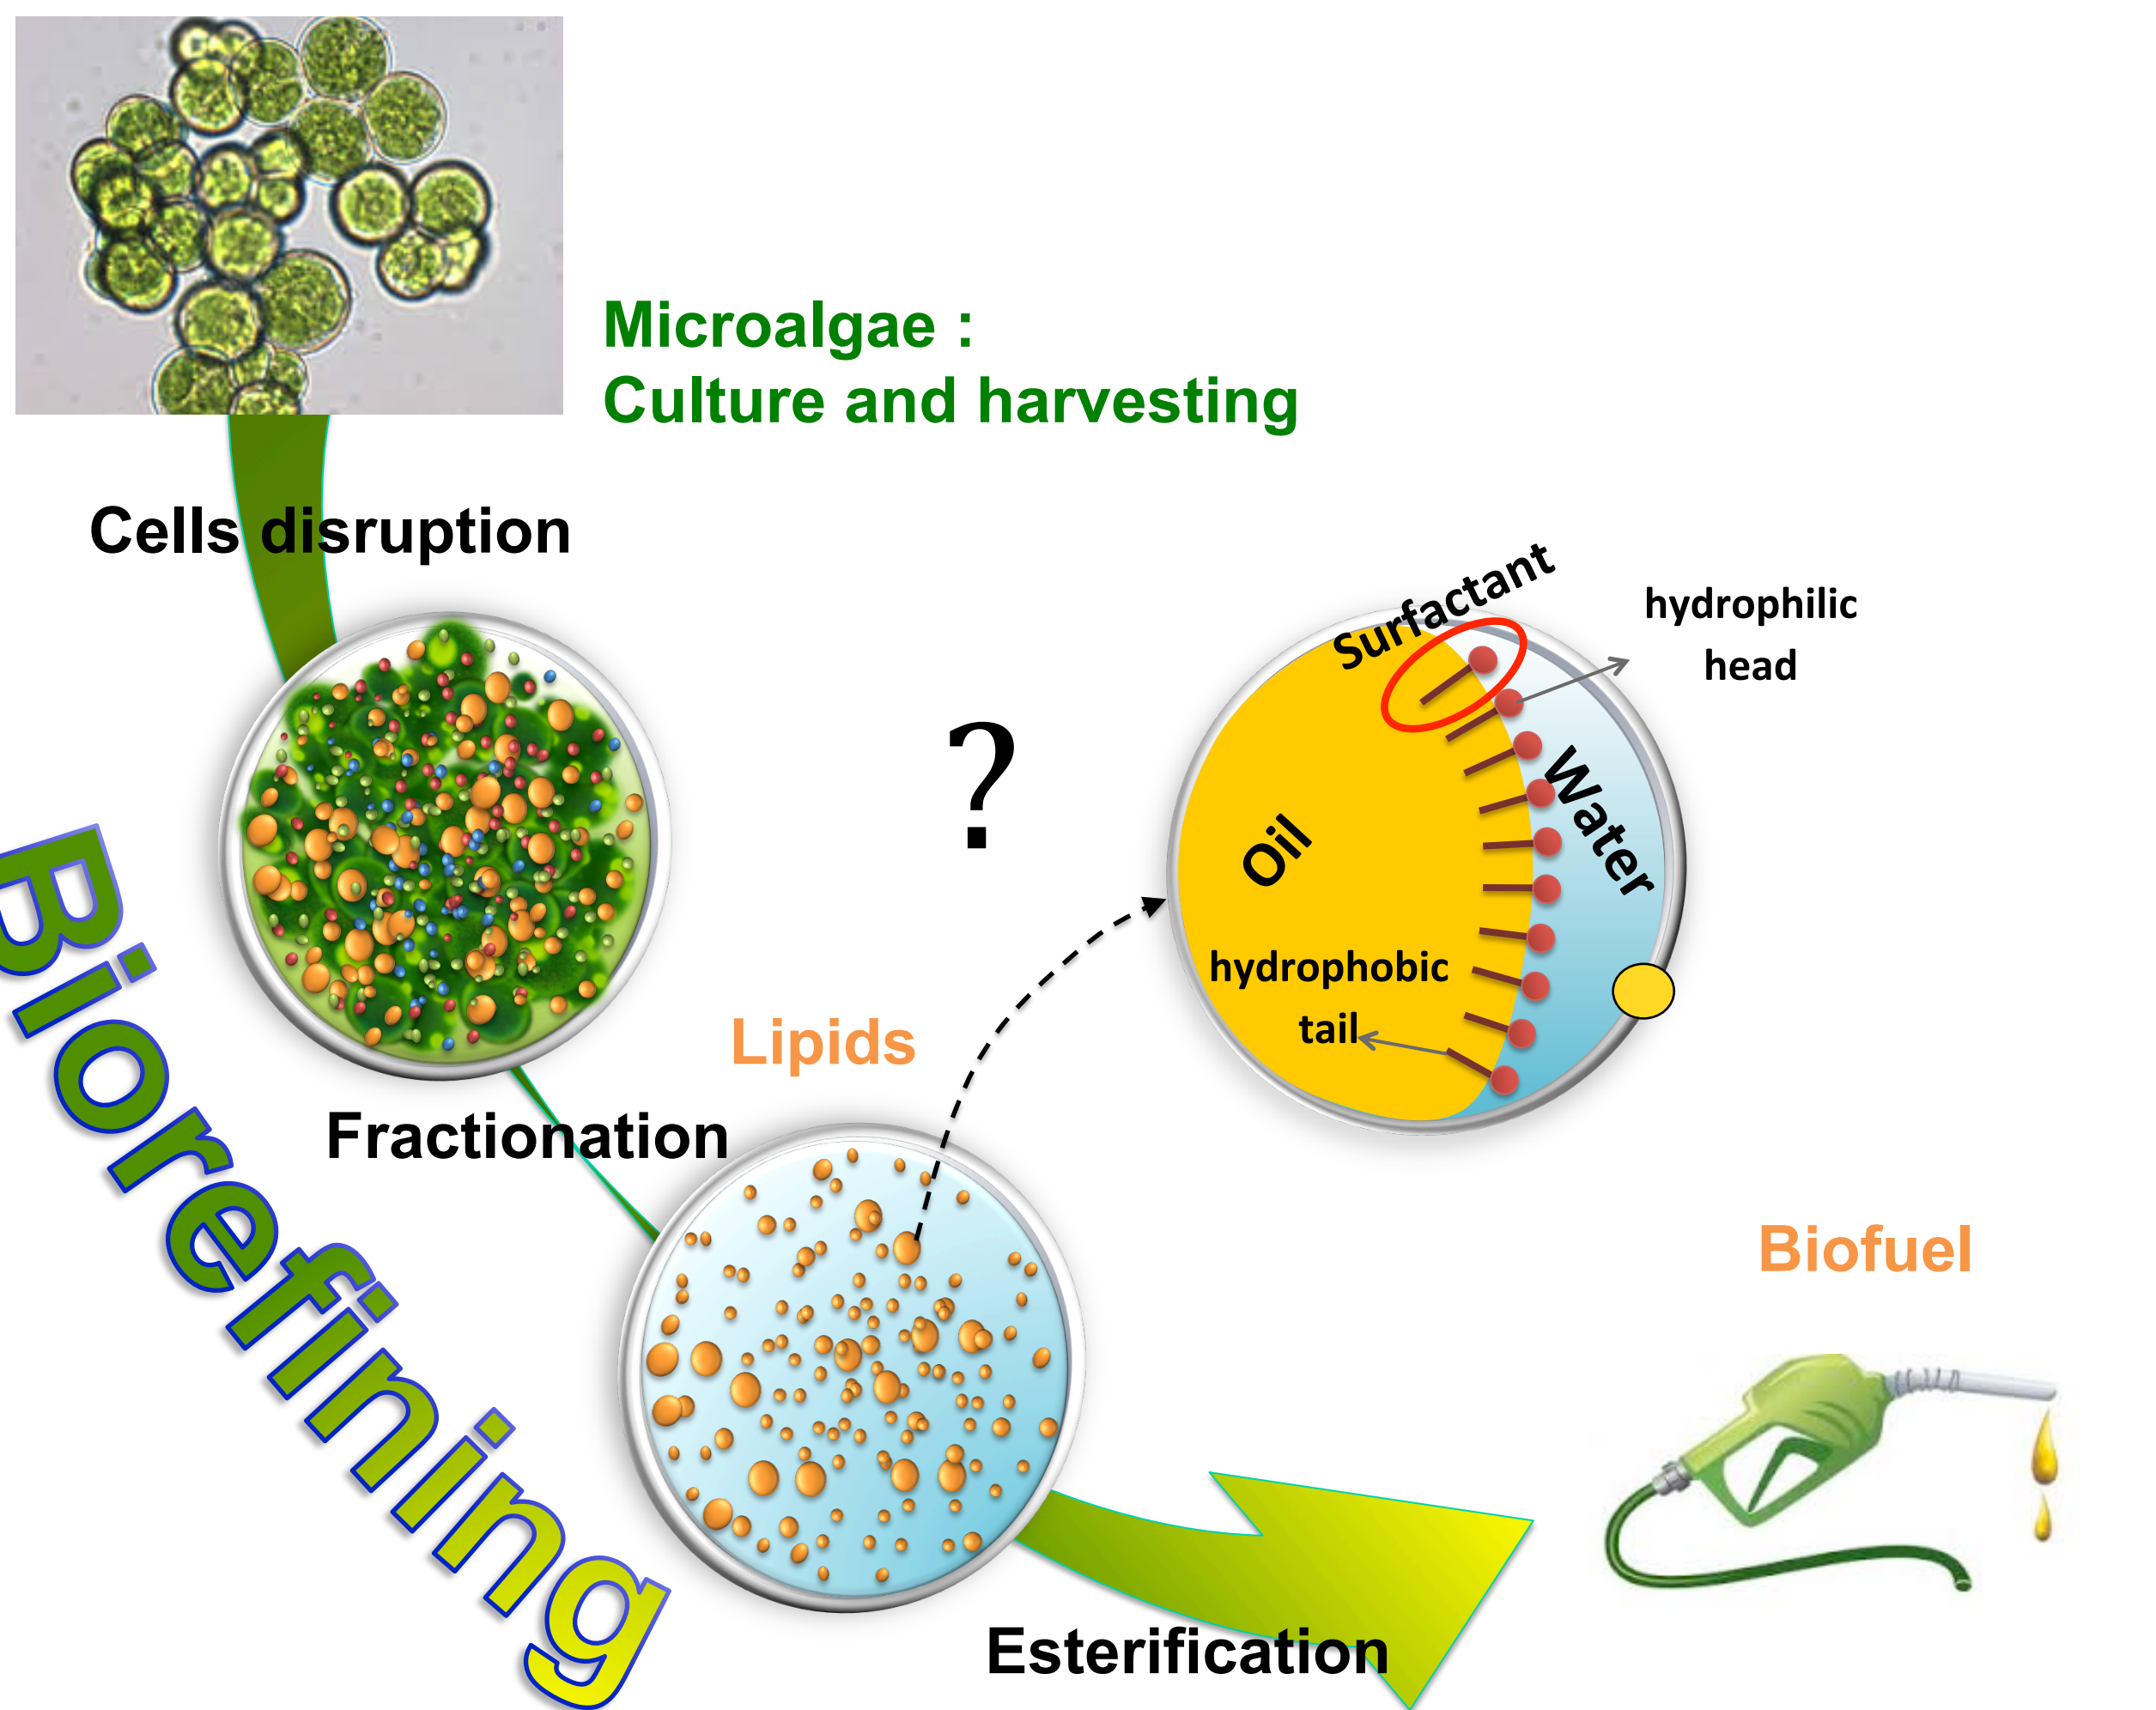 Microalgae :
Culture and harvesting
Cells disruption
Surfactant
hydrophilic
head
?
Water
Oil
hydrophobic
tail
Lipids
Fractionation
Biorefining
Biofuel
Esterification